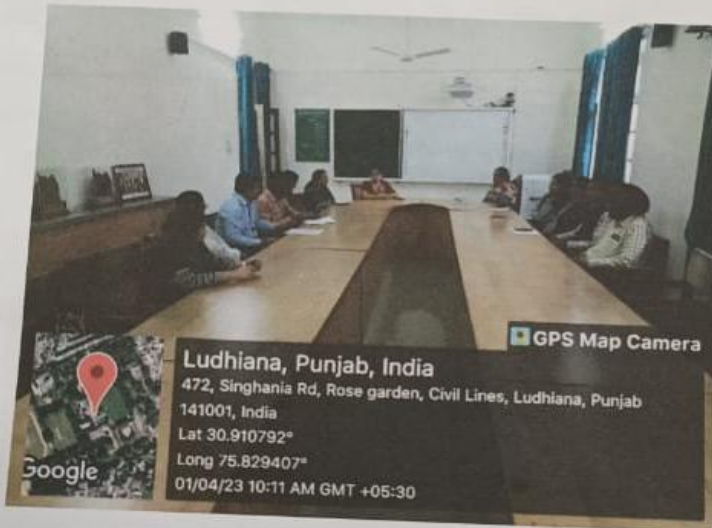 GPS Map Camera
Ludhiana, Punjab, India
472, Singhania Rd, Rose garden, Civil Lines, Ludhiana, Punjab
141001, India
Lat 30.910792°
Long 75.829407°
01/04/23 10:11 AM GMT +05:30
Google